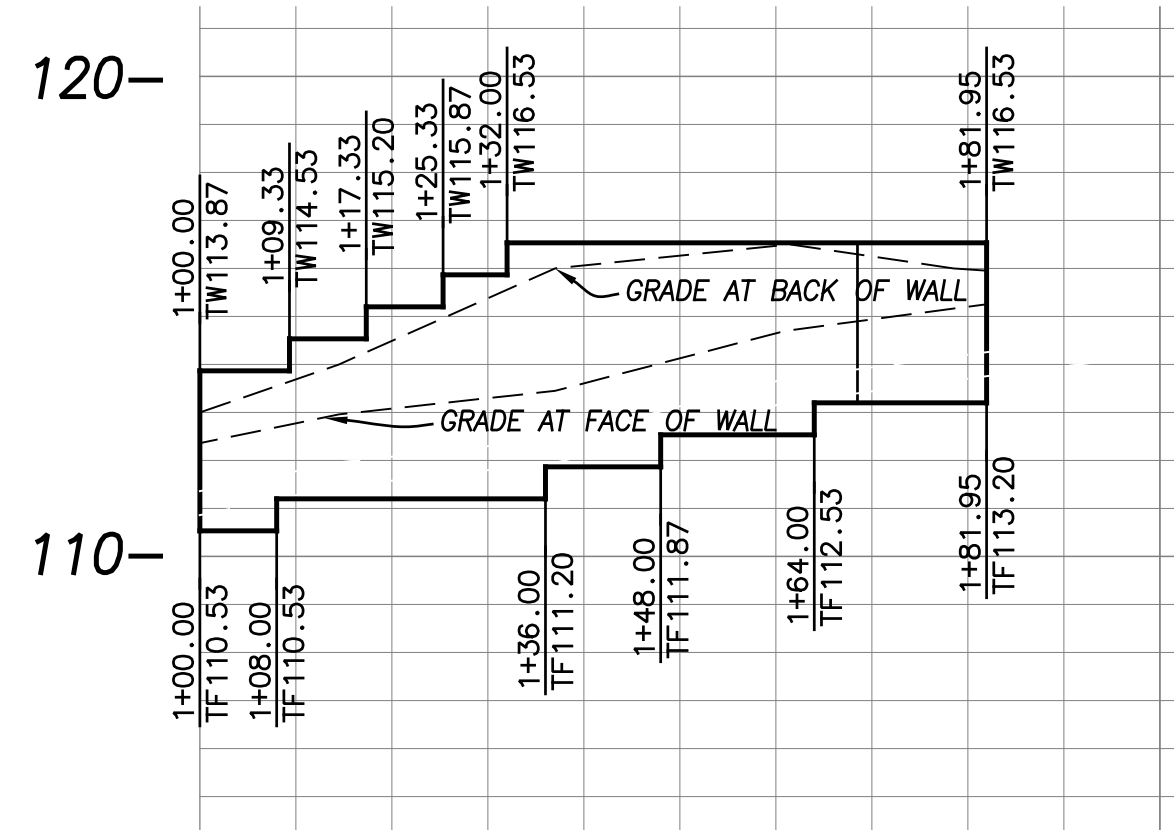 120
1+00.00
TW113.87
1+09.33
TW114.53
1+17.33
TW115.20
1+25.33
TW115.87
1+32.00
TW116.53
1+81.95
TW116.53
GRADE AT BACK OF WALL
GRADE AT FACE OF WALL
110
1+00.00
TF110.53
1+08.00
TF110.53
1+36.00
TF111.20
1+48.00
TF111.87
1+64.00
TF112.53
1+81.95
TF113.20